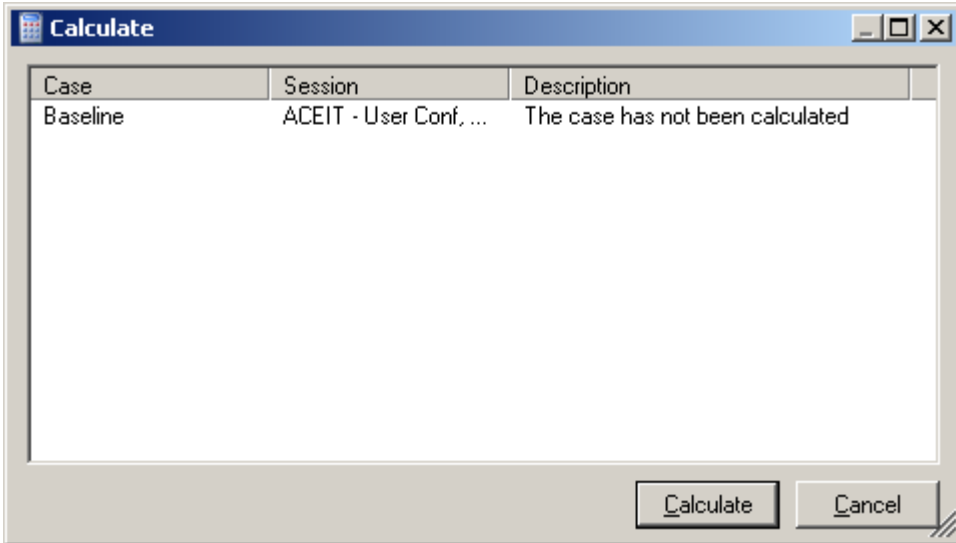 Calculate
Case Session Description
Baseline ACEIT - User Conf, ... The case has not been calculated
Calculate Cancel